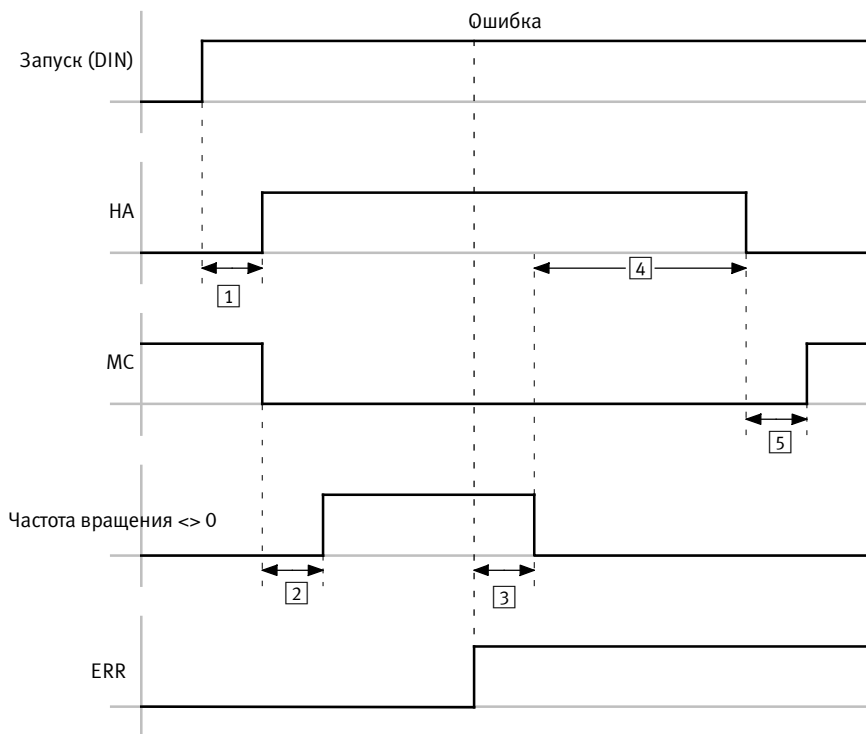 Ошибка
Запуск (DIN)
HA
4
1
MC
5
Частота вращения <> 0
2
3
ERR